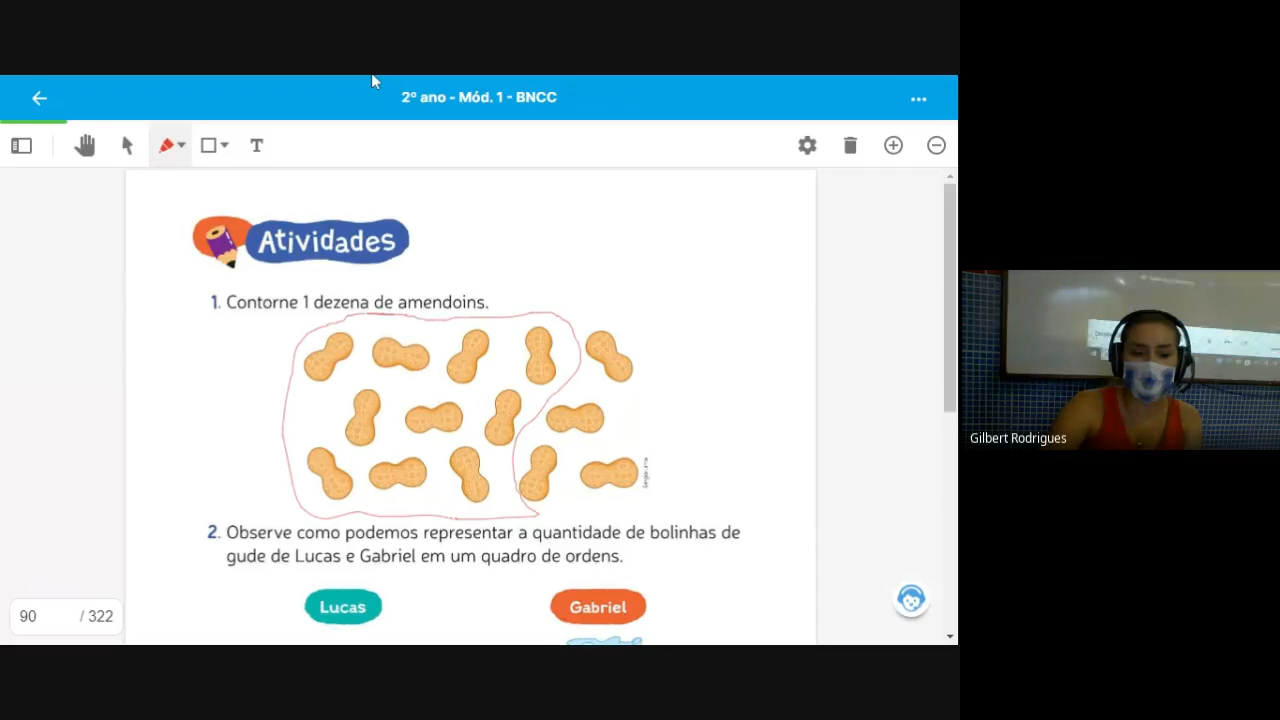 2º ano - Mód. 1 - BNCC
T
Atividades
1. Contorne 1 dezena de amendoins.
2. Observe como podemos representar a quantidade de bolinhas de
gude de Lucas e Gabriel em um quadro de ordens.
Lucas
Gabriel
90 / 322
Gilbert Rodrigues